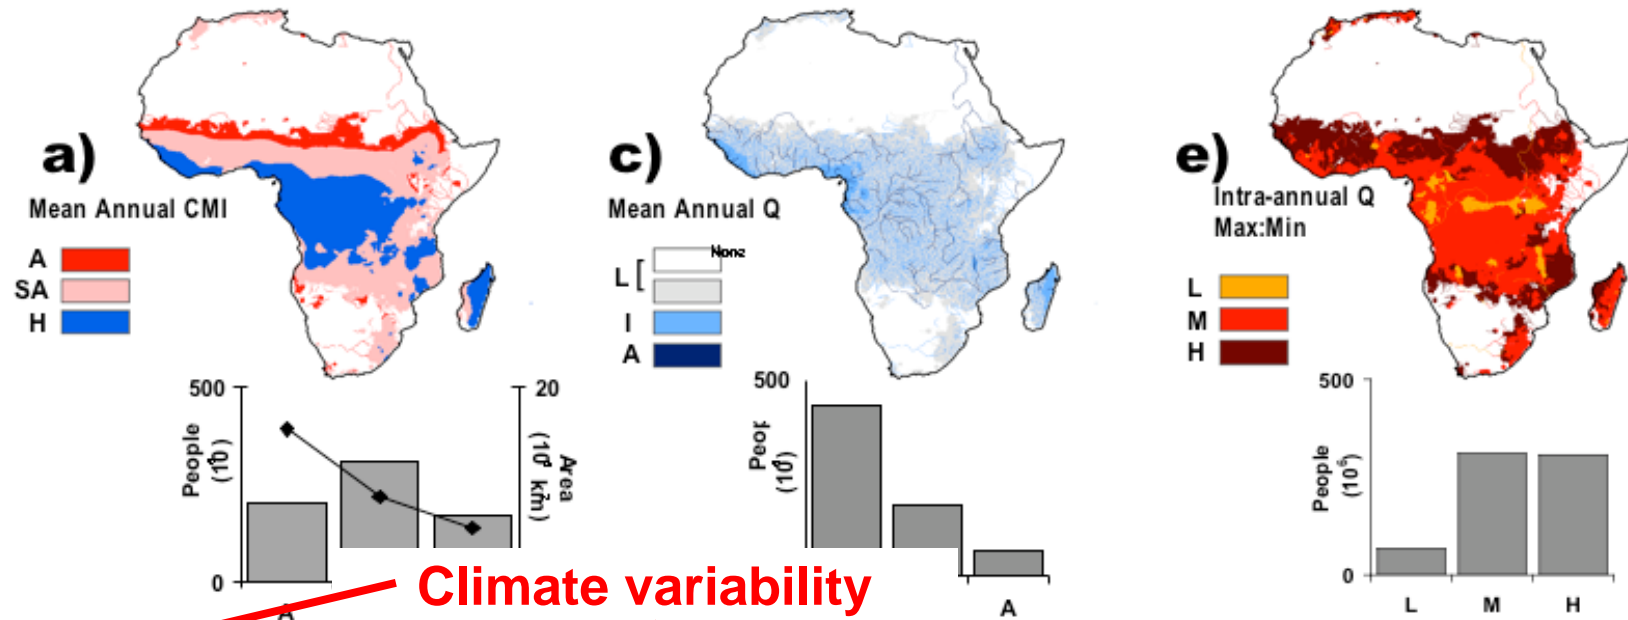 a)
Mean Annual CMI
A
SA
H
500
0
People
20
Area
A
c)
Mean Annual Q
None
L [
I
A
500
A
e)
Intra-annual Q
Max:Min
L
M
H
500
0
People
L M H
Climate variability